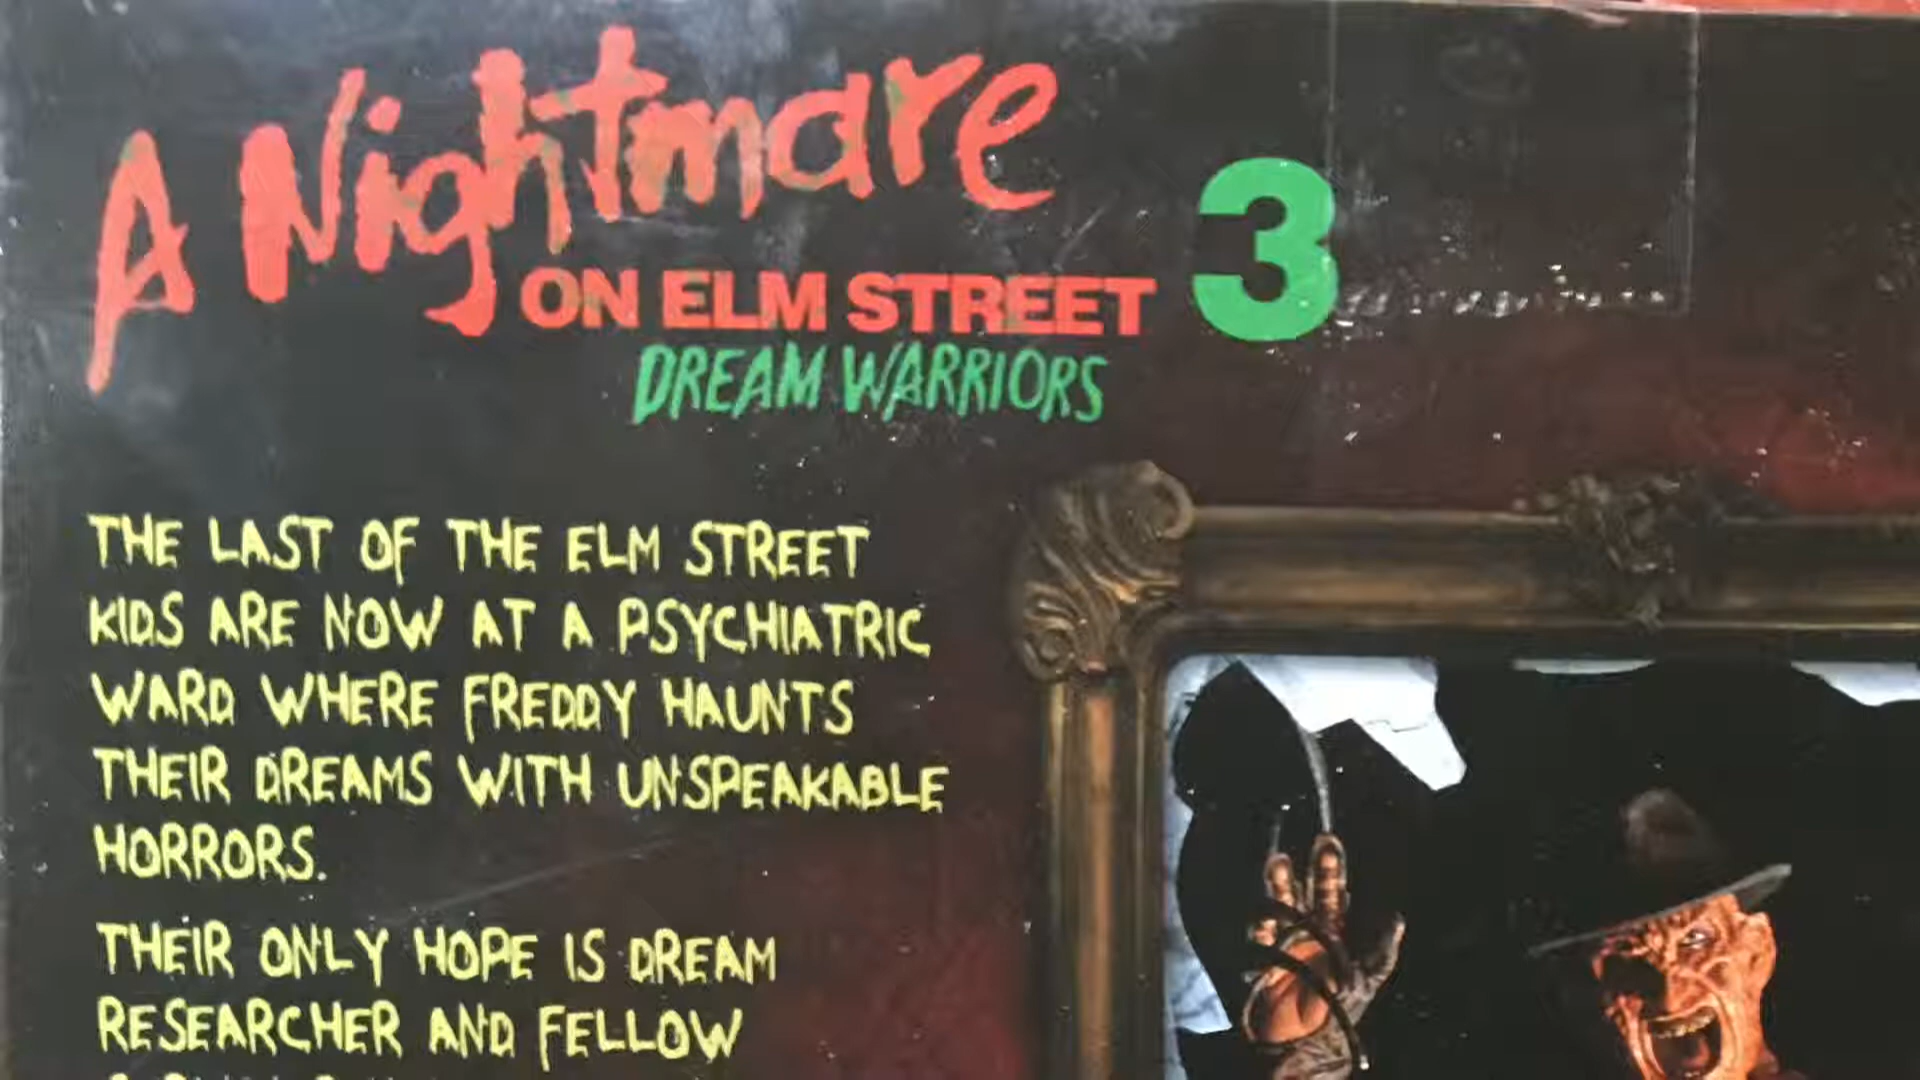 A Nightmare
ON ELM STREET 3
DREAM WARRIORS
THE LAST OF THE ELM STREET
KIDS ARE NOW AT A PSYCHIATRIC
WARD WHERE FREDDY HAUNTS
THEIR DREAMS WITH UNSPEAKABLE
HORRORS.
THEIR ONLY HOPE IS DREAM
RESEARCHER AND FELLOW